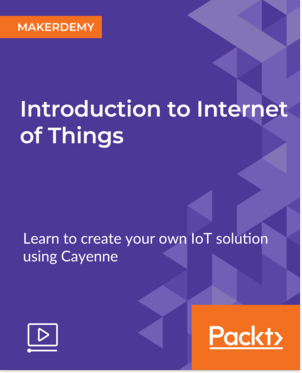 MAKERDEMY
Introduction to Internet
of Things
Learn to create your own IoT solution
using Cayenne
Packt>